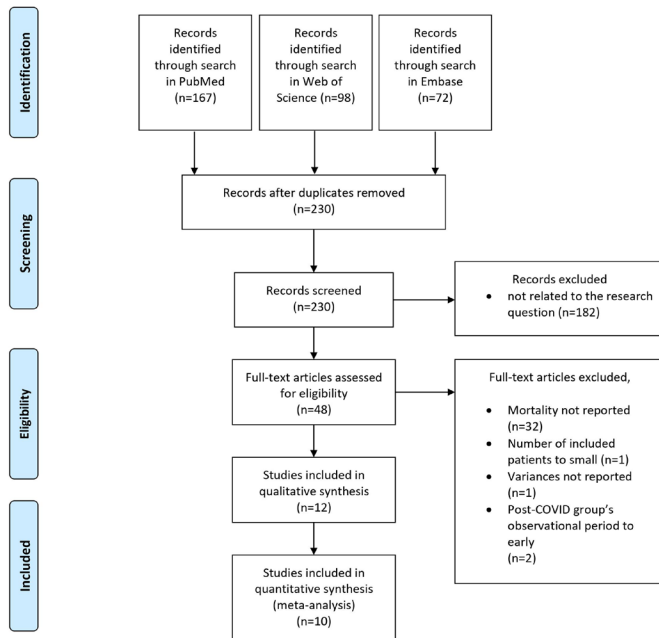 Identification
Records
identified
through search
in PubMed
(n=167)
Records
identified
through search
in Web of
Science (n=98)
Records
identified
through search
in Embase
(n=72)
Screening
Records after duplicates removed
(n=230)
Records screened
(n=230)
Records excluded
• not related to the research
question (n=182)
Eligibility
Full-text articles assessed
for eligibility
(n=48)
Full-text articles excluded,
• Mortality not reported
(n=32)
• Number of included
patients to small (n=1)
• Variances not reported
(n=1)
• Post-COVID group's
observational period to
early
(n=2)
Studies included in
qualitative synthesis
(n=12)
Included
Studies included in
quantitative synthesis
(meta-analysis)
(n=10)